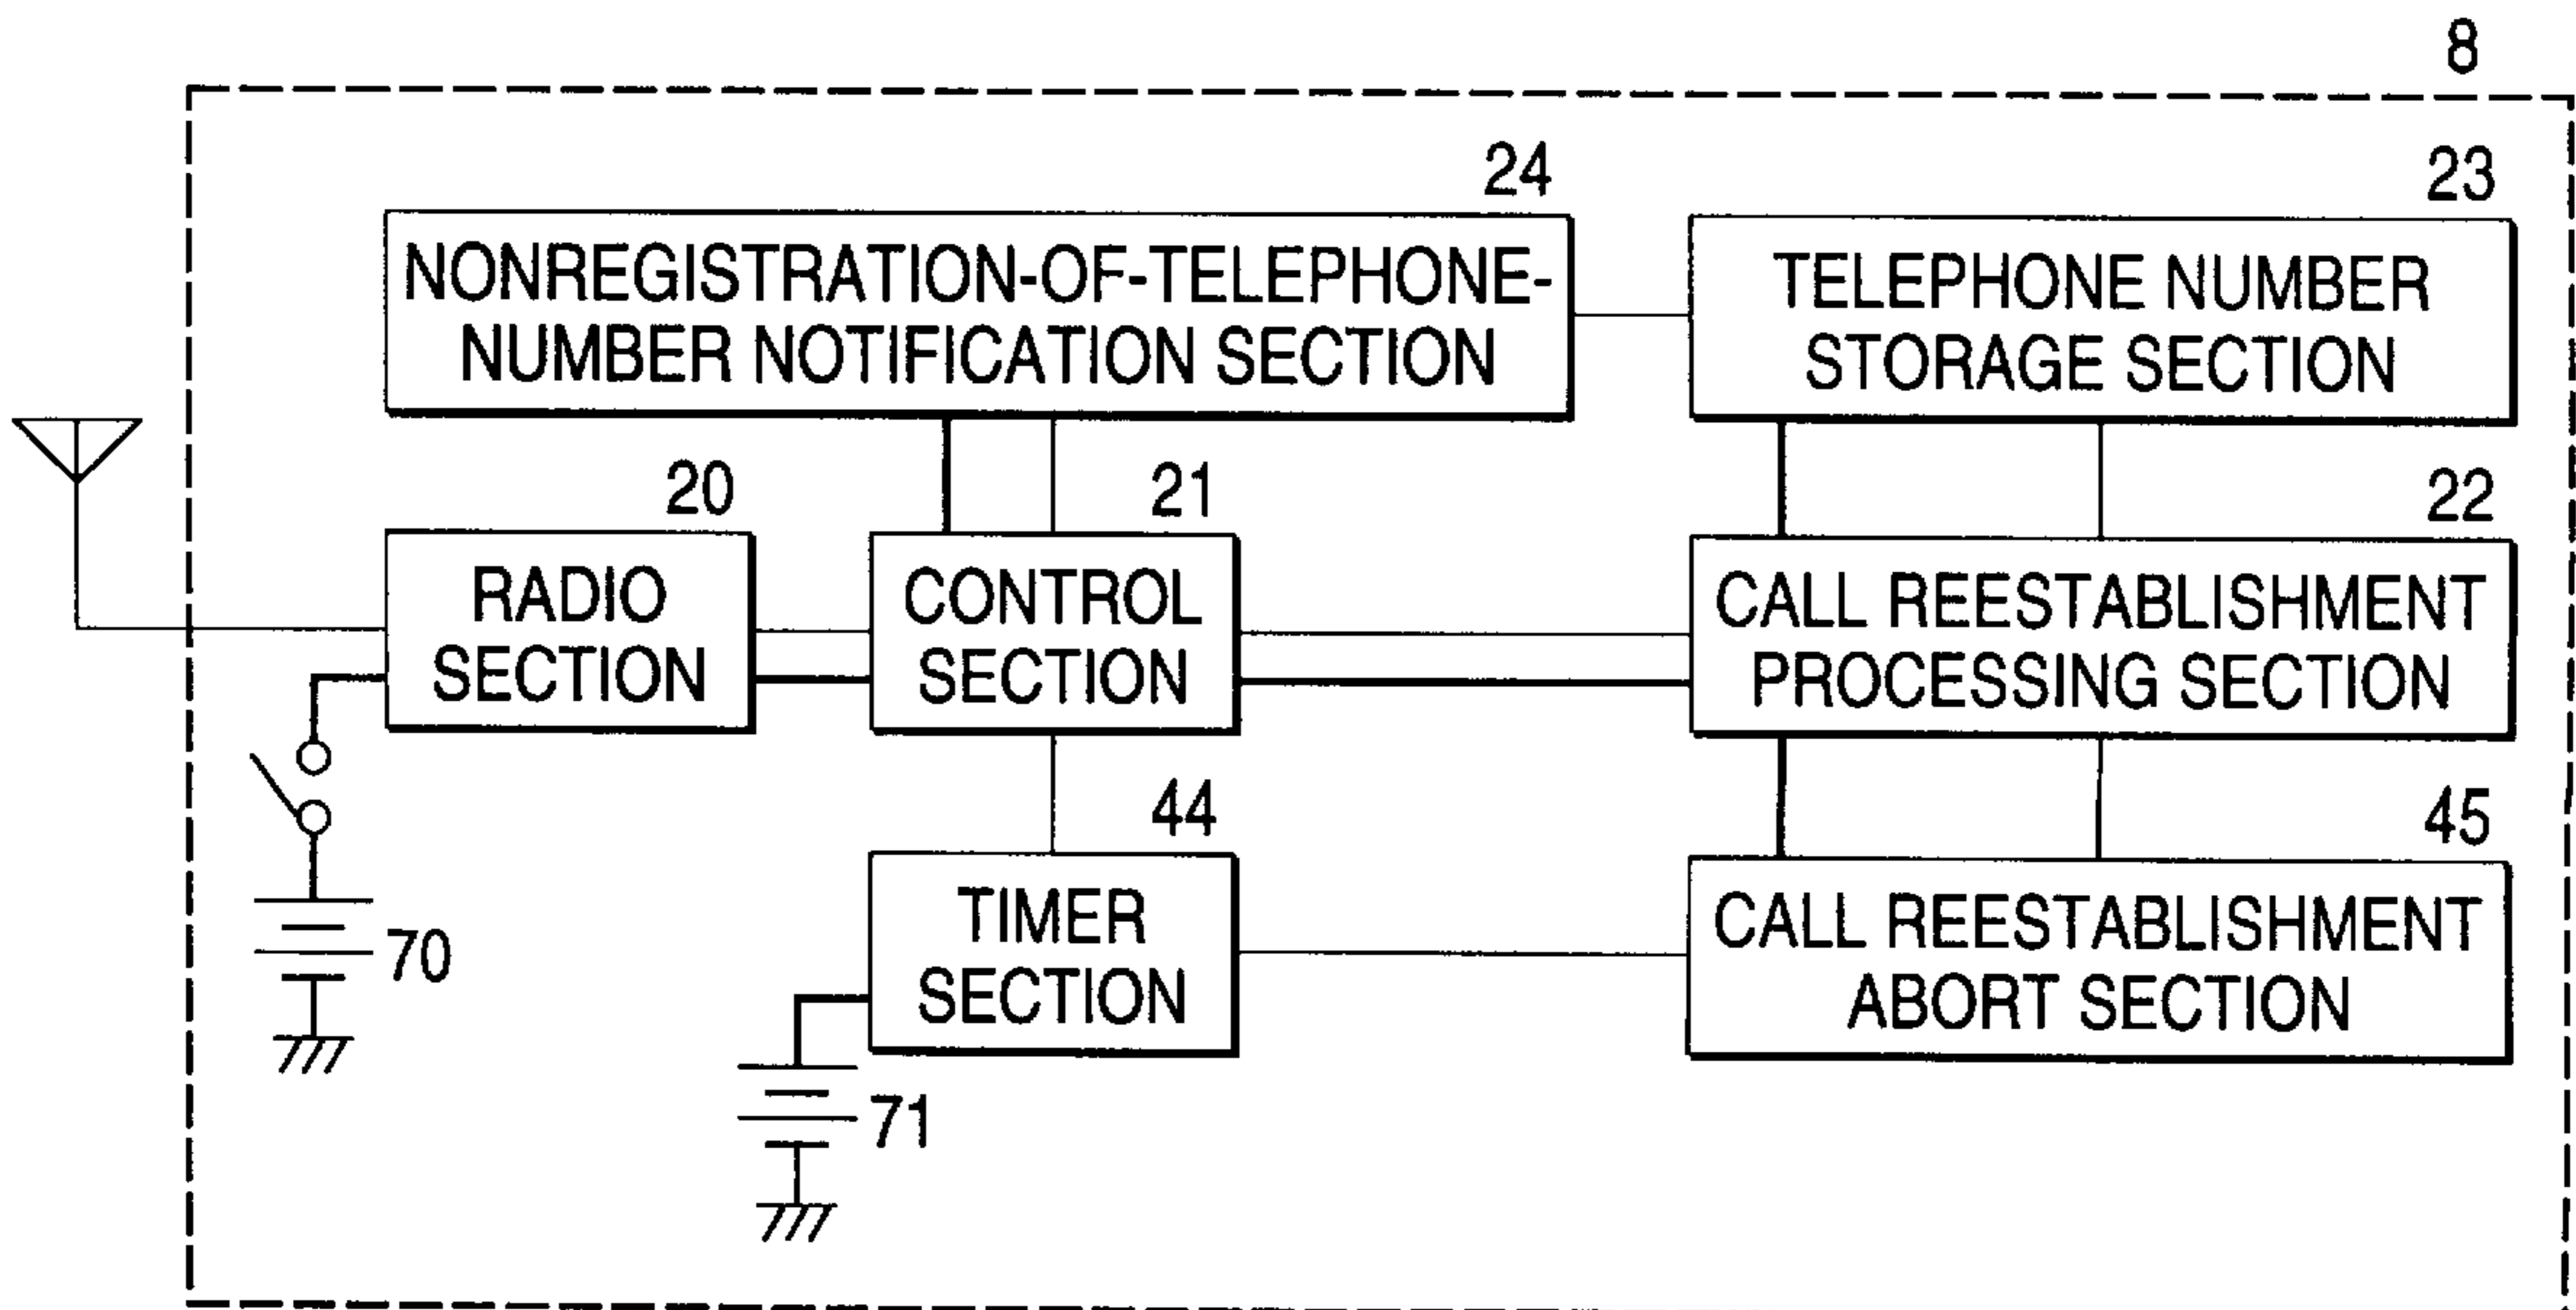 8
24
NONREGISTRATION-OF-TELEPHONE-
NUMBER NOTIFICATION SECTION
23
TELEPHONE NUMBER
STORAGE SECTION
20
RADIO
SECTION
21
CONTROL
SECTION
22
CALL REESTABLISHMENT
PROCESSING SECTION
70
44
TIMER
SECTION
71
45
CALL REESTABLISHMENT
ABORT SECTION